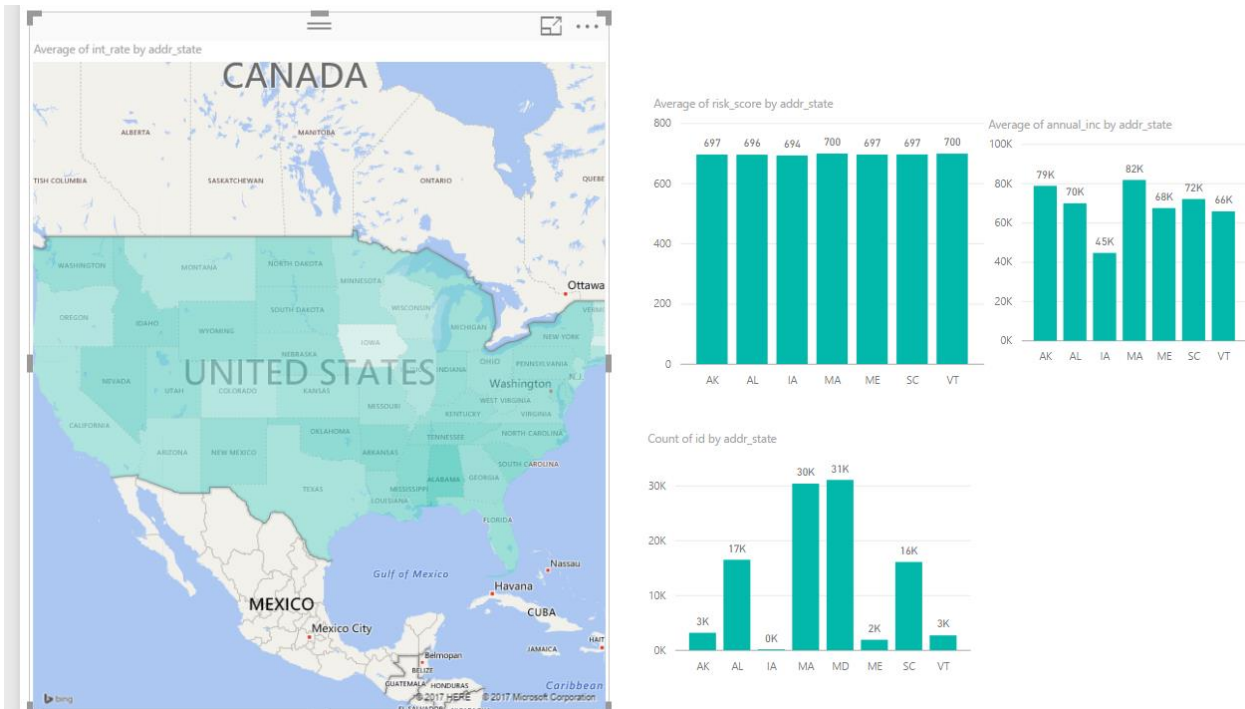 Average of int_rate by addr_state
CANADA
ALBERTA
MANITOBA
TISH COLUMBIA
SASKATCHEWAN
ONTARIO
QUEBE
Ottawa
WASHINGTON
MONTANA
NORTH DAKOTA
MINNESOTA
VERM
OREGON
IDAHO
WYOMING
SOUTH DAKOTA
WISCONSIN
MICHIGAN
NEW YORK
IOWA
NEBRASKA
UNITED STATES
NEVADA
UTAH
COLORADO
KANSAS
MISSOURI
INDIANA
OHIO
PENNSYLVANIA
N.J.
Washington
WEST VIRGINIA
KENTUCKY
VIRGINIA
CALIFORNIA
ARIZONA
NEW MEXICO
OKLAHOMA
ARKANSAS
TENNESSEE
NORTH CAROLINA
SOUTH CAROLINA
TEXAS
LOUISIANA
MISSISSIPPI
ALABAMA
GEORGIA
FLORIDA
Gulf of Mexico
Nassau
Havana
CUBA
MEXICO
Mexico City
HAIT
JAMAICA
Belmopan
BELIZE
GUATEMALA
HONDURAS
Caribbean
bing
© 2017 HERE © 2017 Microsoft Corporation
EL SALVADOR
Average of risk_score by addr_state
800
697 696 694 700 697 697 700
600
400
200
0
AK AL IA MA ME SC VT
Average of annual_inc by addr_state
100K
79K 70K 45K 82K 68K 72K 66K
80K
60K
40K
20K
0K
AK AL IA MA ME SC VT
Count of id by addr_state
3K 17K 0K 30K 31K 2K 16K 3K
30K
20K
10K
0K
AK AL IA MA MD ME SC VT